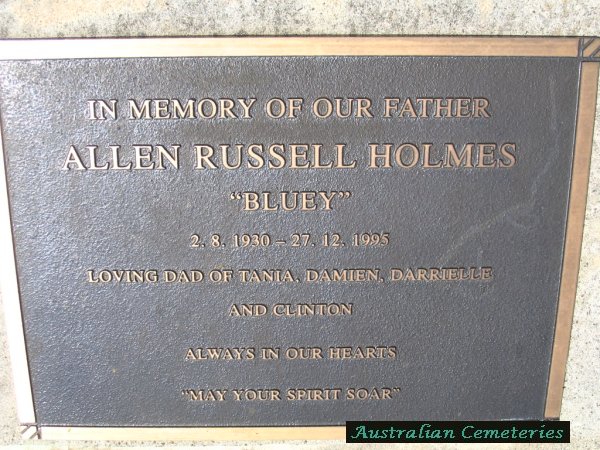 IN MEMORY OF OUR FATHER
ALLEN RUSSELL HOLMES
“BLUEY”
2. 8. 1930 – 27. 12. 1995
LOVING DAD OF TANIA, DAMIEN, DARRIELLE
AND CLINTON
ALWAYS IN OUR HEARTS
“MAY YOUR SPIRIT SOAR”
Australian Cemeteries